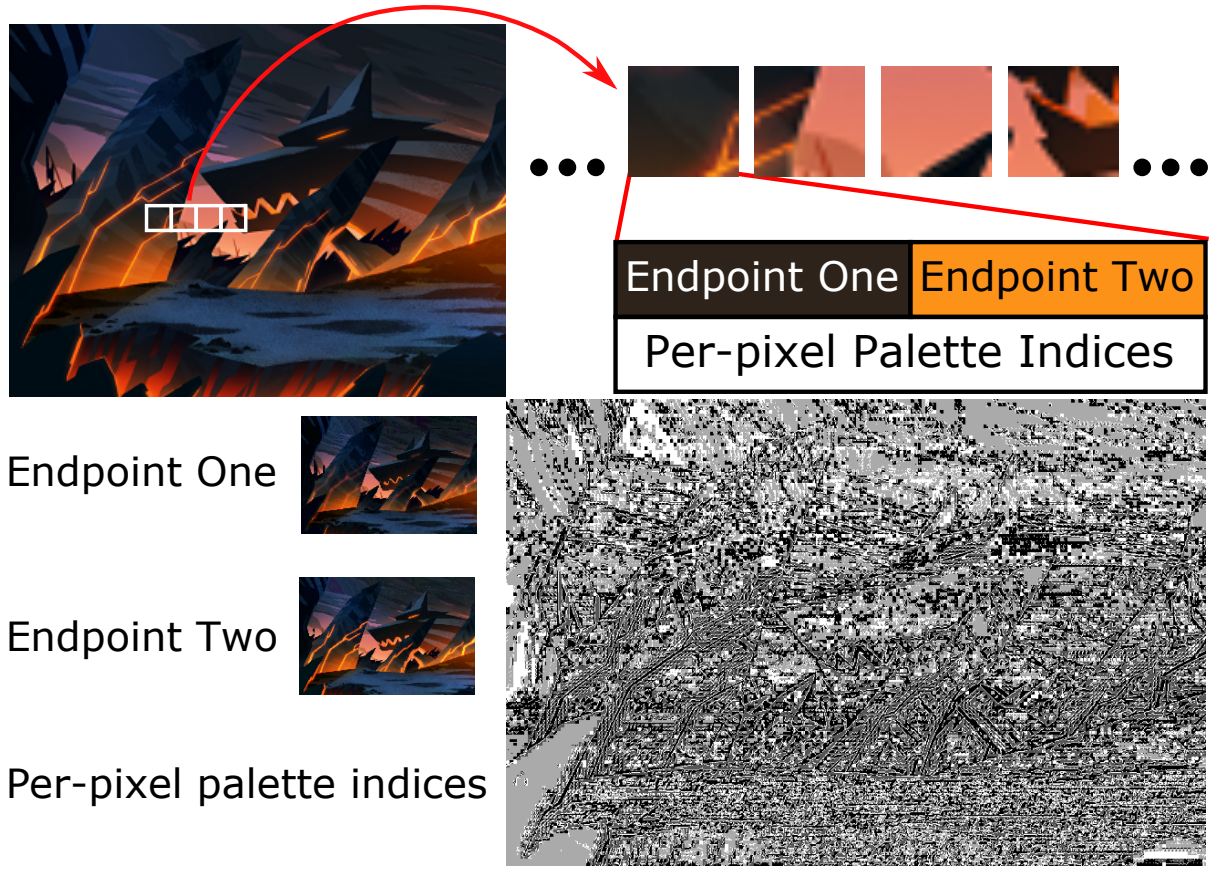 Endpoint One
Endpoint Two
Per-pixel Palette Indices
Endpoint One
Endpoint Two
Per-pixel palette indices